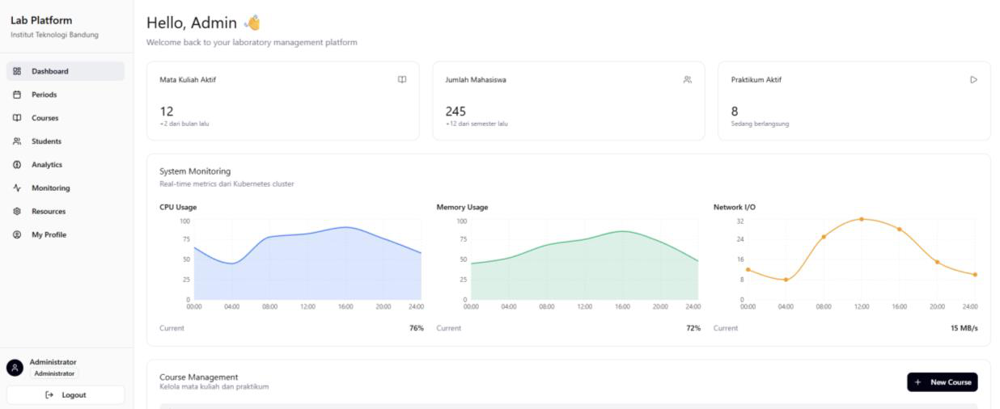 Lab Platform
Institut Teknologi Bandung
Dashboard
Periods
Courses
Students
Analytics
Monitoring
Resources
My Profile
Administrator
Administrator
Logout
Hello, Admin 👋
Welcome back to your laboratory management platform
Mata Kuliah Aktif
12
+2 dari bulan lalu
Jumlah Mahasiswa
245
+12 dari semester lalu
Praktikum Aktif
8
Sedang berlangsung
System Monitoring
Real-time metrics dari Kubernetes cluster
CPU Usage
100
75
50
25
0
00:00 04:00 08:00 12:00 16:00 20:00 24:00
Current 76%
Memory Usage
100
75
50
25
0
00:00 04:00 08:00 12:00 16:00 20:00 24:00
Current 72%
Network I/O
32
24
16
8
0
00:00 04:00 08:00 12:00 16:00 20:00 24:00
Current 15 MB/s
Course Management
Kelola mata kuliah dan praktikum
+ New Course